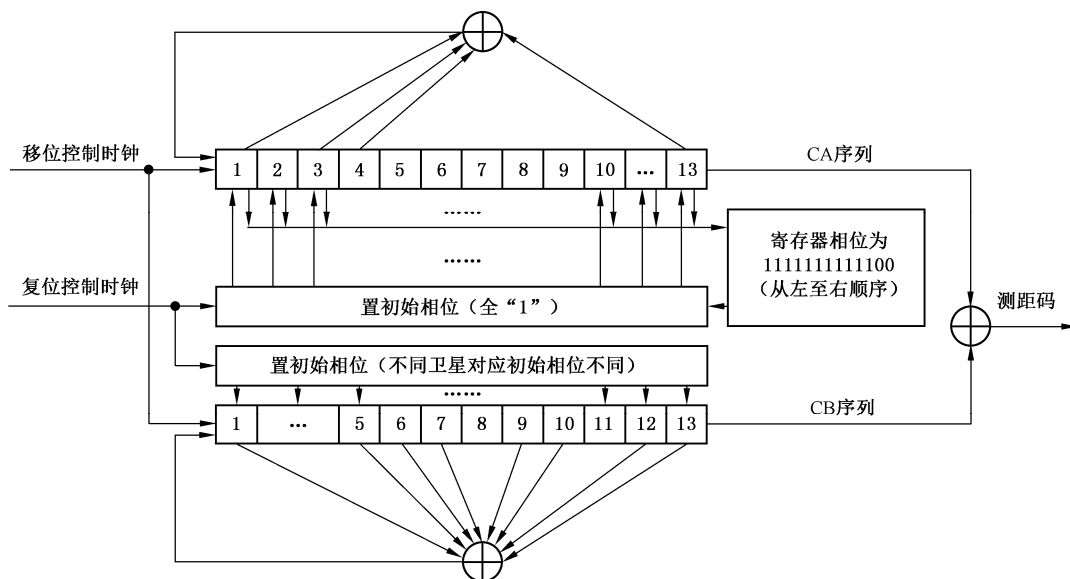 移位控制时钟
1 2 3 4 5 6 7 8 9 10 … 13
CA序列
……
……
寄存器相位为
1111111111100
(从左至右顺序)
复位控制时钟
置初始相位(全“1”)
测距码
置初始相位(不同卫星对应初始相位不同)
……
1 … 5 6 7 8 9 10 11 12 13
CB序列